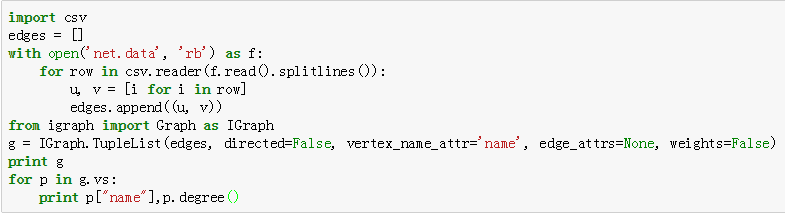 import csv
edges = []
with open('net.data', 'rb') as f:
    for row in csv.reader(f.read().splitlines()):
        u, v = [i for i in row]
        edges.append((u, v))
from igraph import Graph as IGraph
g = IGraph.TupleList(edges, directed=False, vertex_name_attr='name', edge_attrs=None, weights=False)
print g
for p in g.vs:
    print p["name"],p.degree()